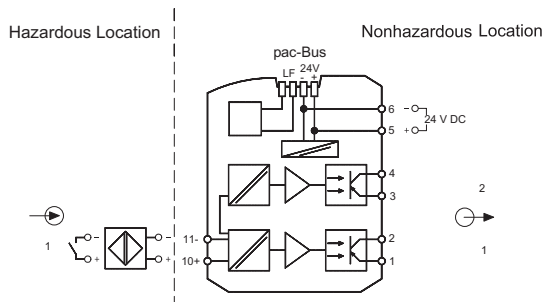 Hazardous Location
Nonhazardous Location
pac-Bus
LF 24V
- +
6 - 24 V DC
5 +
4
3
2
1
2
1
11-
10+
1
- -
+ +